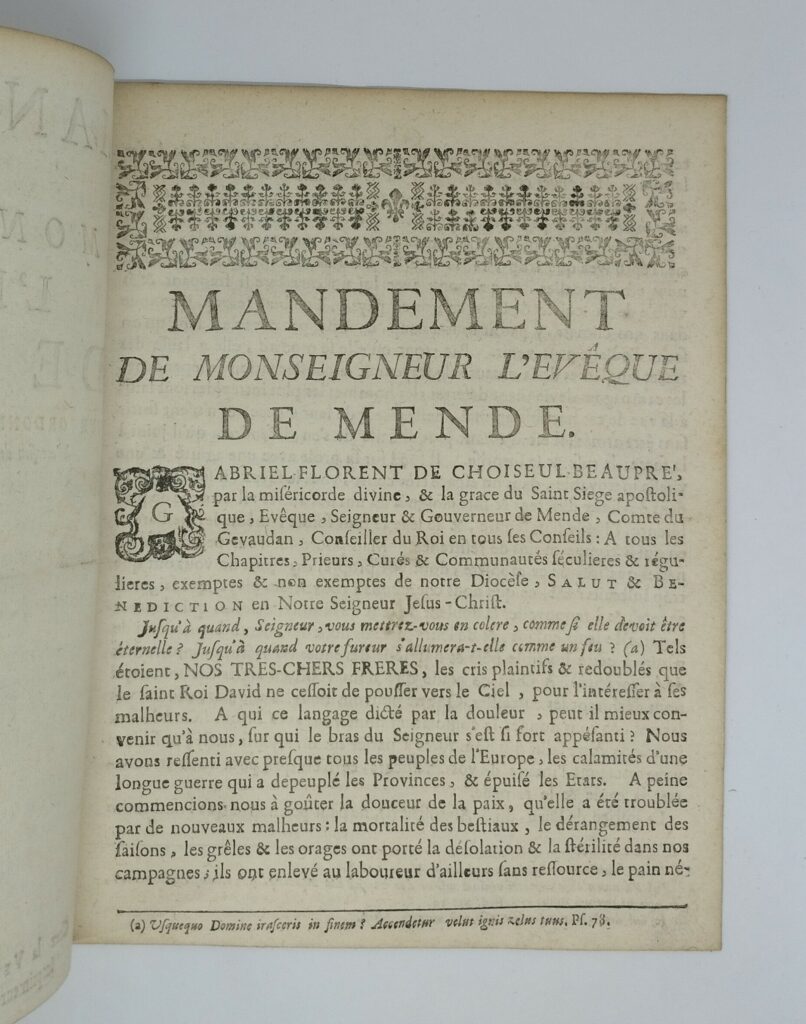 MANDEMENT
DE MONSEIGNEUR L'EVÊQUE
DE MENDE.
GABRIEL-FLORENT DE CHOISEUL-BEAUPRE',
par la miséricorde divine, & la grace du Saint Siege apoſtoli-
que, Evêque, Seigneur & Gouverneur de Mende, Comte du
Gevaudan, Conſeiller du Roi en tous ſes Conſeils: A tous les
Chapitres, Prieurs, Curés & Communautés ſéculieres & régu-
lieres, exemptes & non exemptes de notre Diocèſe, SALUT & BE-
NEDICTION en Notre Seigneur Jeſus-Chriſt.
Juſqu'à quand, Seigneur, vous mettrez-vous en colere, comme ſi elle devoit être
éternelle? Juſqu'à quand votre fureur s'allumera-t-elle comme un feu? (a) Tels
étoient, NOS TRES-CHERS FRERES, les cris plaintifs & redoublés que
le ſaint Roi David ne ceſſoit de pouſſer vers le Ciel, pour l'intéreſſer à ſes
malheurs. A qui ce langage dicté par la douleur, peut il mieux con-
venir qu'à nous, ſur qui le bras du Seigneur s'eſt ſi fort appéſanti? Nous
avons reſſenti avec preſque tous les peuples de l'Europe, les calamités d'une
longue guerre qui a depeuplé les Provinces, & épuiſé les Etats. A peine
commencions-nous à goûter la douceur de la paix, qu'elle a été troublée
par de nouveaux malheurs: la mortalité des beſtiaux, le dérangement des
ſaiſons, les grêles & les orages ont porté la déſolation & la ſtérilité dans nos
campagnes; ils ont enlevé au laboureur d'ailleurs ſans reſſource, le pain né-
(a) Uſquequo Domine iraſceris in finem? Accendetur velut ignis zelus tuus. Pſ. 78.